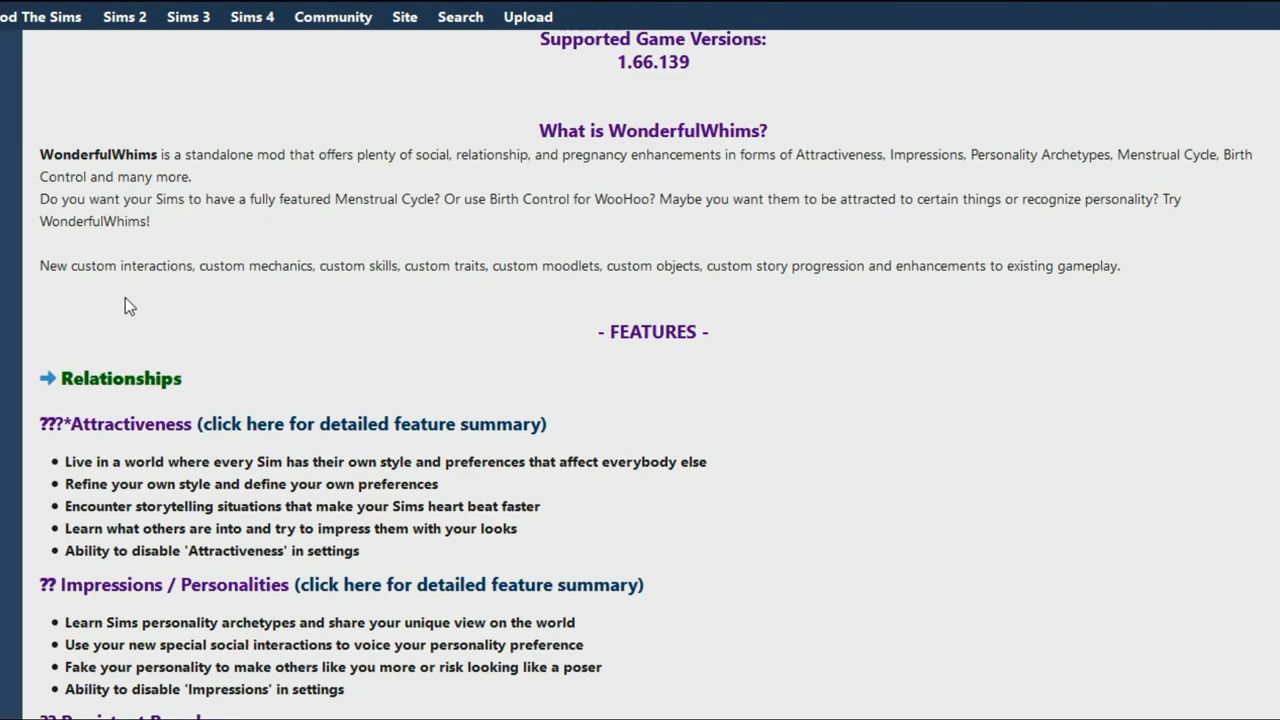 od The Sims Sims 2 Sims 3 Sims 4 Community Site Search Upload
Supported Game Versions:
1.66.139
What is WonderfulWhims?
WonderfulWhims is a standalone mod that offers plenty of social, relationship, and pregnancy enhancements in forms of Attractiveness, Impressions, Personality Archetypes, Menstrual Cycle, Birth
Control and many more.
Do you want your Sims to have a fully featured Menstrual Cycle? Or use Birth Control for WooHoo? Maybe you want them to be attracted to certain things or recognize personality? Try
WonderfulWhims!
New custom interactions, custom mechanics, custom skills, custom traits, custom moodlets, custom objects, custom story progression and enhancements to existing gameplay.
- FEATURES -
Relationships
???*Attractiveness (click here for detailed feature summary)
• Live in a world where every Sim has their own style and preferences that affect everybody else
• Refine your own style and define your own preferences
• Encounter storytelling situations that make your Sims heart beat faster
• Learn what others are into and try to impress them with your looks
• Ability to disable 'Attractiveness' in settings
?? Impressions / Personalities (click here for detailed feature summary)
• Learn Sims personality archetypes and share your unique view on the world
• Use your new special social interactions to voice your personality preference
• Fake your personality to make others like you more or risk looking like a poser
• Ability to disable 'Impressions' in settings